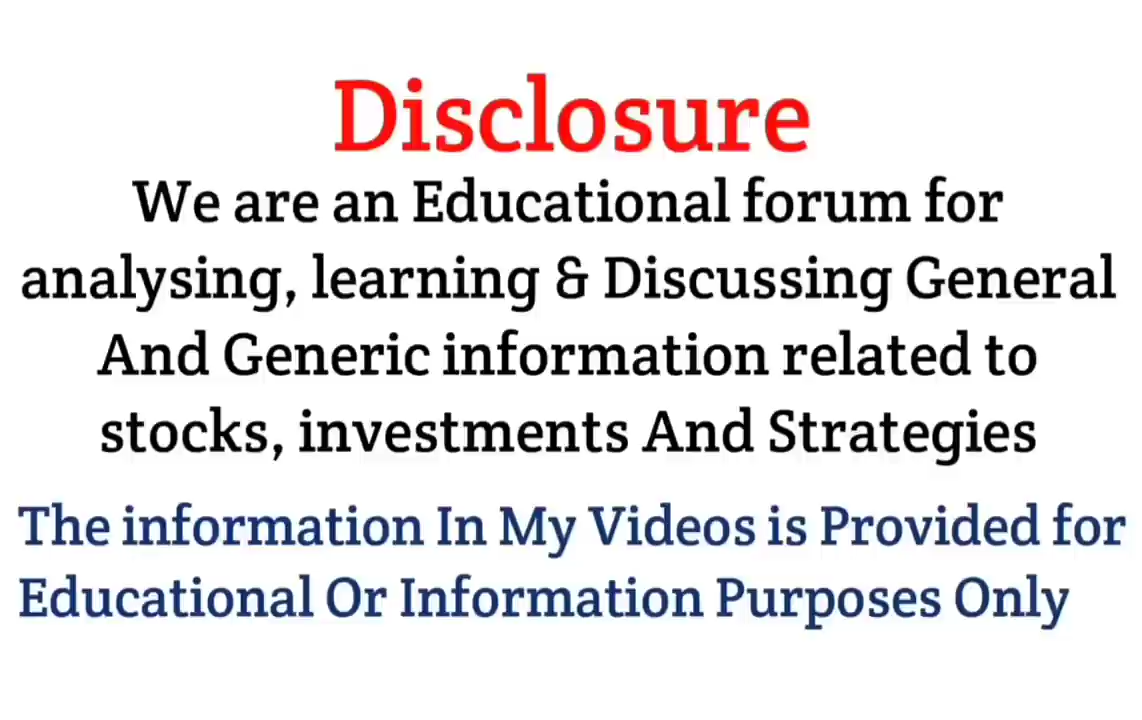 Disclosure
We are an Educational forum for
analysing, learning & Discussing General
And Generic information related to
stocks, investments And Strategies
The information In My Videos is Provided for
Educational Or Information Purposes Only